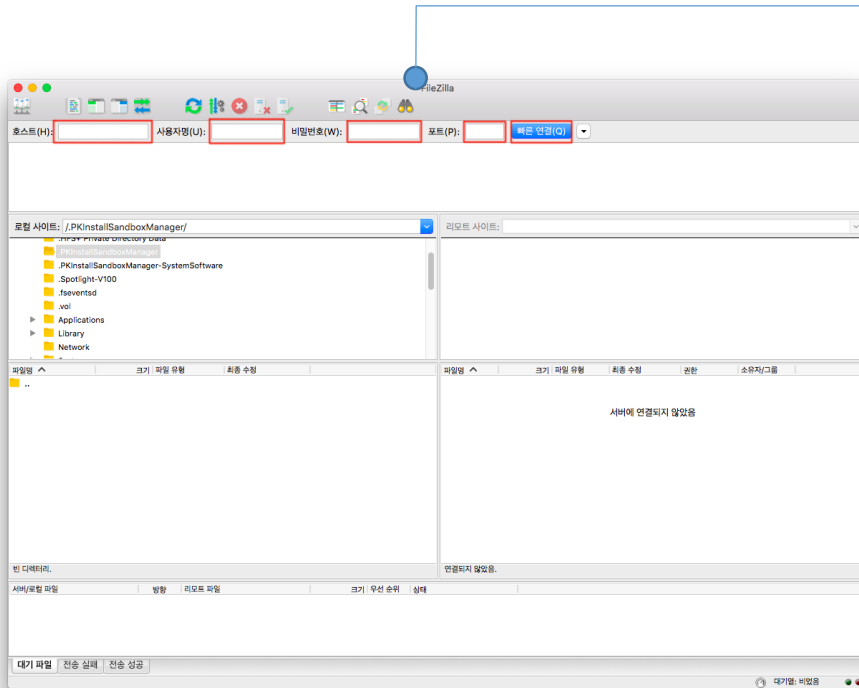 FileZilla
호스트(H): 사용자명(U): 비밀번호(W): 포트(P): 빠른 연결(Q)
로컬 사이트: /.PKInstallSandboxManager/ 리모트 사이트:
.HFS+ Private Directory Data
.PKInstallSandboxManager
.PKInstallSandboxManager-SystemSoftware
.Spotlight-V100
.fseventsd
.vol
Applications
Library
Network
파일명 크기 파일 유형 최종 수정 파일명 크기 파일 유형 최종 수정 권한 소유자/그룹
..
서버에 연결되지 않았음
빈 디렉터리. 연결되지 않았음.
서버/로컬 파일 방향 리모트 파일 크기 우선 순위 상태
대기 파일 전송 실패 전송 성공
대기열: 비었음